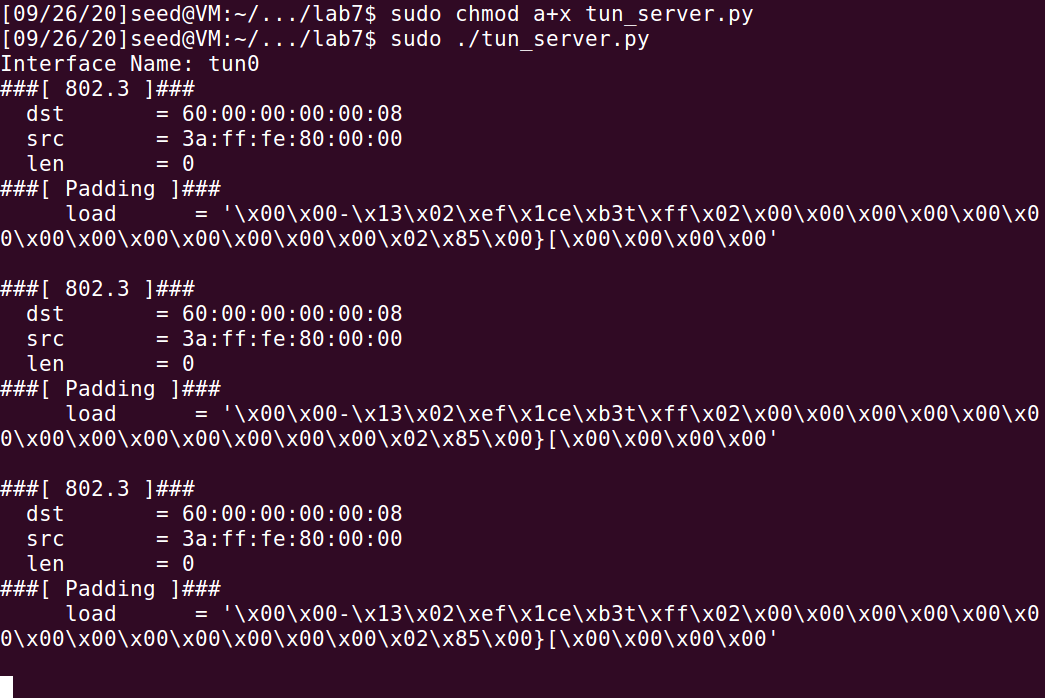 [09/26/20]seed@VM:~/.../lab7$ sudo chmod a+x tun_server.py
[09/26/20]seed@VM:~/.../lab7$ sudo ./tun_server.py
Interface Name: tun0
###[ 802.3 ]###
  dst       = 60:00:00:00:00:08
  src       = 3a:ff:fe:80:00:00
  len       = 0
###[ Padding ]###
     load      = '\x00\x00-\x13\x02\xef\x1ce\xb3t\xff\x02\x00\x00\x00\x00\x00\x0
0\x00\x00\x00\x00\x00\x00\x00\x02\x85\x00}[\x00\x00\x00\x00'

###[ 802.3 ]###
  dst       = 60:00:00:00:00:08
  src       = 3a:ff:fe:80:00:00
  len       = 0
###[ Padding ]###
     load      = '\x00\x00-\x13\x02\xef\x1ce\xb3t\xff\x02\x00\x00\x00\x00\x00\x0
0\x00\x00\x00\x00\x00\x00\x00\x02\x85\x00}[\x00\x00\x00\x00'

###[ 802.3 ]###
  dst       = 60:00:00:00:00:08
  src       = 3a:ff:fe:80:00:00
  len       = 0
###[ Padding ]###
     load      = '\x00\x00-\x13\x02\xef\x1ce\xb3t\xff\x02\x00\x00\x00\x00\x00\x0
0\x00\x00\x00\x00\x00\x00\x00\x02\x85\x00}[\x00\x00\x00\x00'